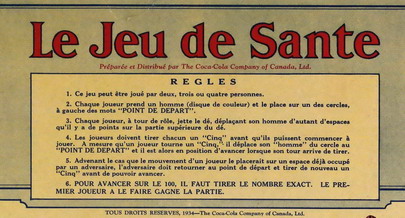 Le Jeu de Sante
Préparée et Distribué par The Coca-Cola Company of Canada, Ltd.
REGLES
1. Ce jeu peut être joué par deux, trois ou quatre personnes.
2. Chaque joueur prend un homme (disque de couleur) et le place sur un des cercles,
à gauche des mots "POINT DE DEPART".
3. Chaque joueur, à tour de rôle, jette le dé, déplaçant son homme d'autant d'espaces
qu'il y a de points sur la partie supérieure du dé.
4. Les joueurs doivent tirer chacun un "Cinq" avant qu'ils puissent commencer à
jouer. A mesure qu'un joueur tourne un "Cinq," il déplace son "homme" du cercle au
"POINT DE DEPART" et il est alors en position d'avancer lorsque son tour arrive de tirer.
5. Advenant le cas que le mouvement d'un joueur le placerait sur un espace déjà occupé
par un adversaire, l'adversaire doit retourner au point de départ et tirer de nouveau un
"Cinq" avant de pouvoir avancer.
6. POUR AVANCER SUR LE 100, IL FAUT TIRER LE NOMBRE EXACT. LE PRE-
MIER JOUEUR A LE FAIRE GAGNE LA PARTIE.
TOUS DROITS RESERVES, 1934—The Coca-Cola Company of Canada, Ltd.